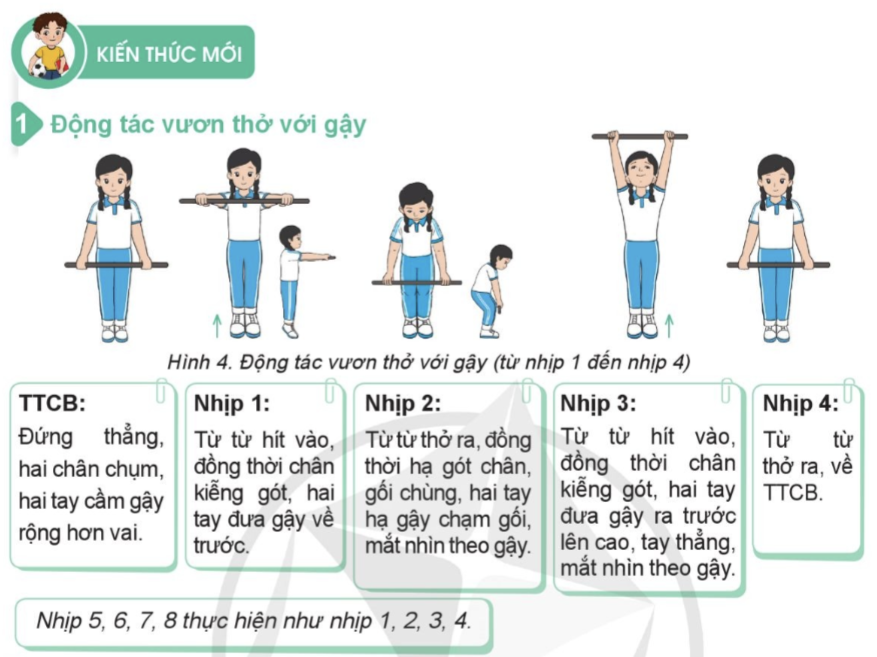 KIẾN THỨC MỚI
1 Động tác vươn thở với gậy
Hình 4. Động tác vươn thở với gậy (từ nhịp 1 đến nhịp 4)
TTCB:
Đứng thẳng,
hai chân chụm,
hai tay cầm gậy
rộng hơn vai.
Nhịp 1:
Từ từ hít vào,
đồng thời chân
kiễng gót, hai
tay đưa gậy về
trước.
Nhịp 2:
Từ từ thở ra, đồng
thời hạ gót chân,
gối chùng, hai tay
hạ gậy chạm gối,
mắt nhìn theo gậy.
Nhịp 3:
Từ từ hít vào,
đồng thời chân
kiễng gót, hai tay
đưa gậy ra trước
lên cao, tay thẳng,
mắt nhìn theo gậy.
Nhịp 4:
Từ từ
thở ra, về
TTCB.
Nhịp 5, 6, 7, 8 thực hiện như nhịp 1, 2, 3, 4.